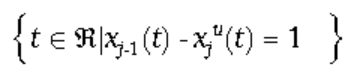 {t ∈ ℜ|x_{j-1}(t) - x_j^u(t) = 1 }